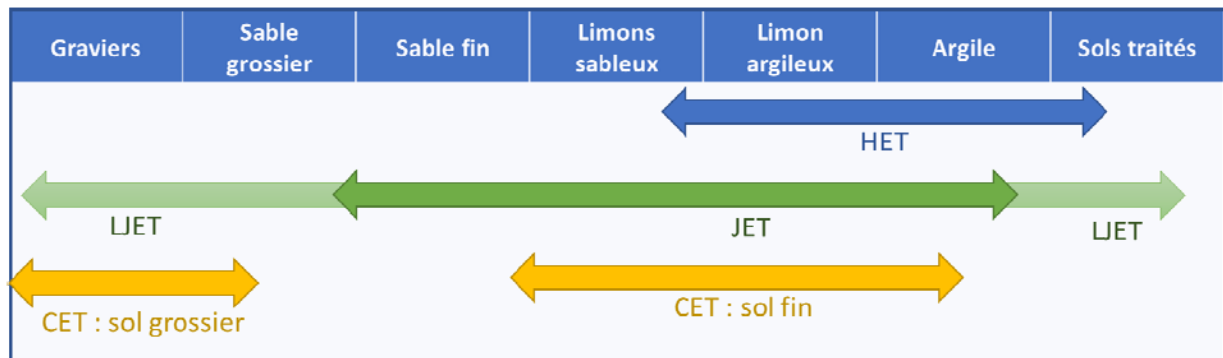 Graviers
Sable
grossier
Sable fin
Limons
sableux
Limon
argileux
Argile
Sols traités
HET
LJET
JET
LJET
CET : sol grossier
CET : sol fin